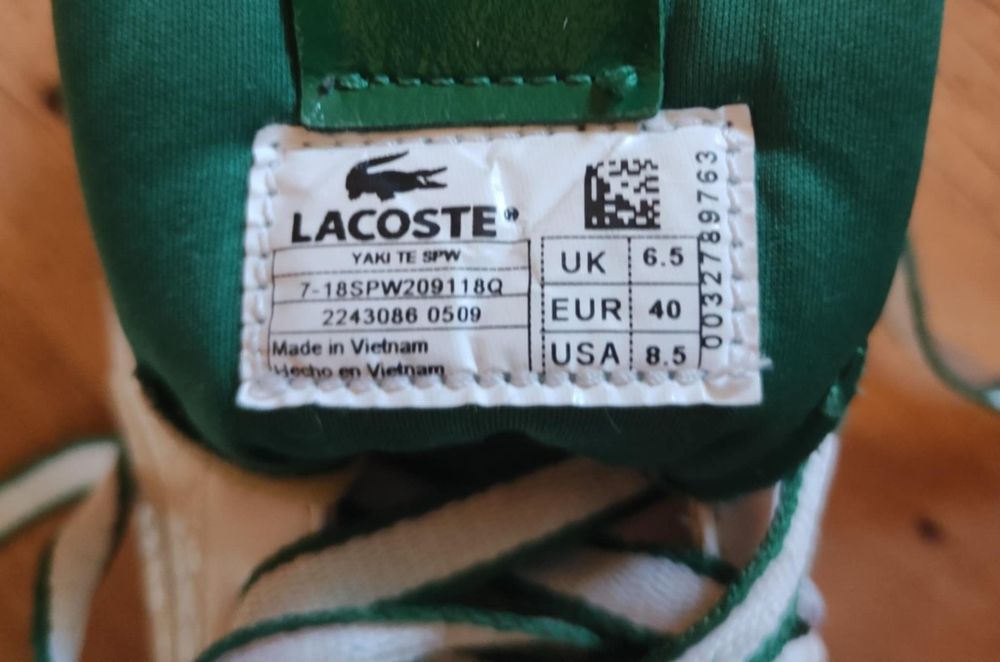 LACOSTE®
YAKI TE SPW
7-18SPW209118Q
2243086 0509
Made in Vietnam
Hecho en Vietnam
UK 6.5
EUR 40
USA 8.5
0032789763